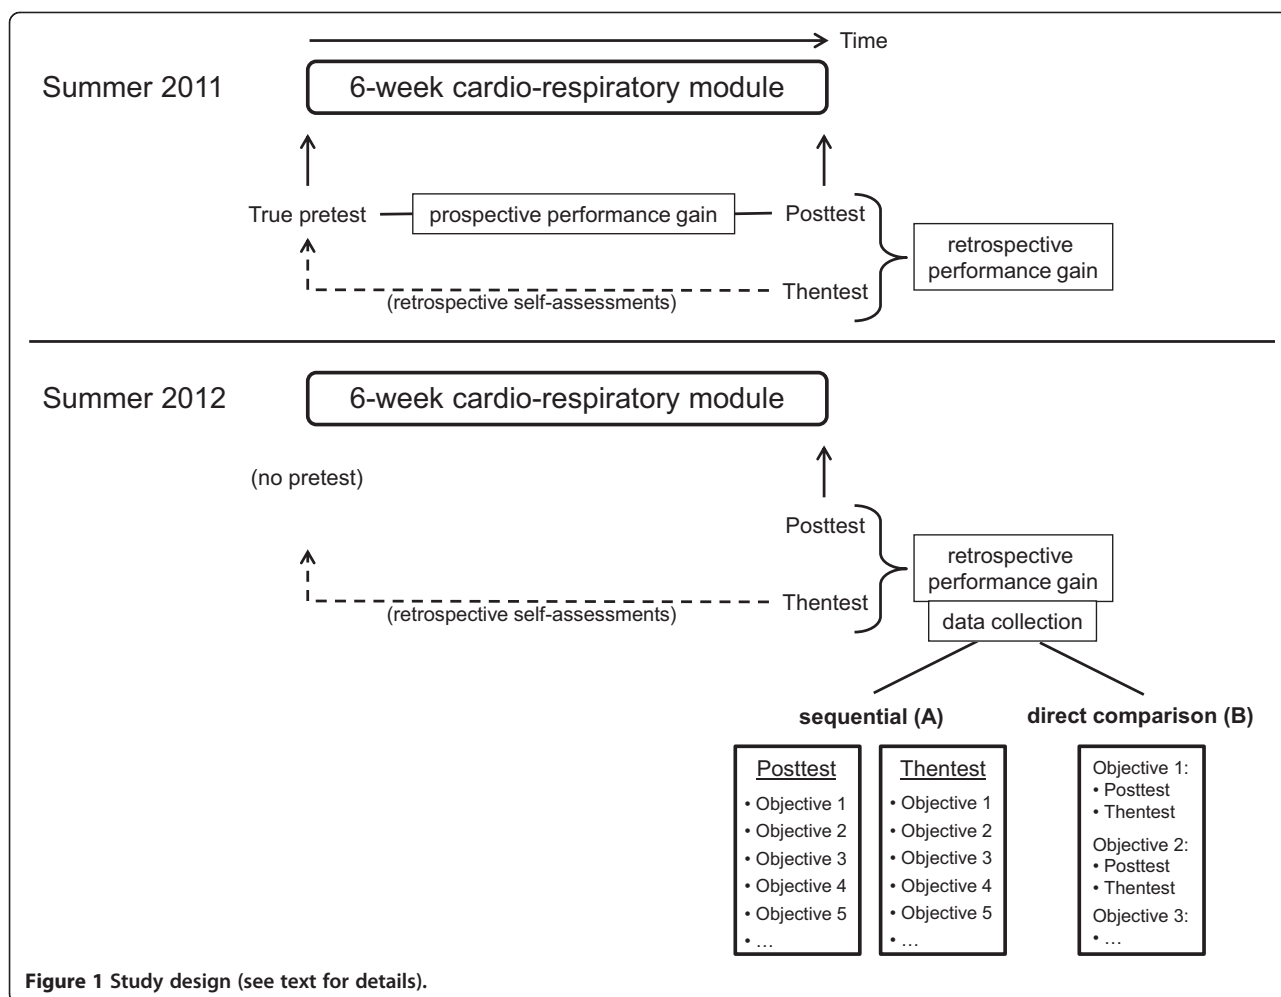 Time
Summer 2011
6-week cardio-respiratory module
True pretest
prospective performance gain
Posttest
retrospective
performance gain
Thentest
(retrospective self-assessments)
Summer 2012
6-week cardio-respiratory module
(no pretest)
Posttest
retrospective
performance gain
Thentest
(retrospective self-assessments)
data collection
sequential (A)
direct comparison (B)
Posttest
• Objective 1
• Objective 2
• Objective 3
• Objective 4
• Objective 5
• ...
Thentest
• Objective 1
• Objective 2
• Objective 3
• Objective 4
• Objective 5
• ...
Objective 1:
• Posttest
• Thentest
Objective 2:
• Posttest
• Thentest
Objective 3:
• ...
Figure 1 Study design (see text for details).